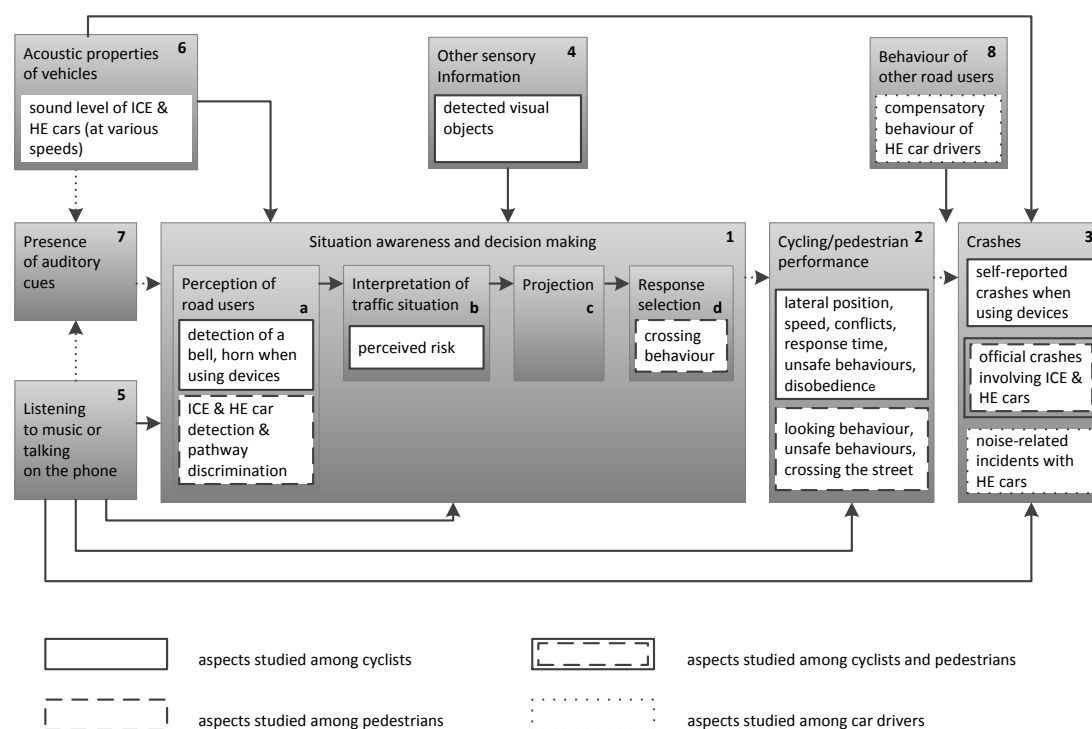 6
Acoustic properties
of vehicles
sound level of ICE &
HE cars (at various
speeds)
4
Other sensory
Information
detected visual
objects
8
Behaviour of
other road users
compensatory
behaviour of
HE car drivers
7
Presence
of auditory
cues
Situation awareness and decision making
1
Perception of
road users
a
detection of a
bell, horn when
using devices
ICE & HE car
detection &
pathway
discrimination
Interpretation of
traffic situation
b
perceived risk
Projection
c
Response
selection
d
crossing
behaviour
2
Cycling/pedestrian
performance
lateral position,
speed, conflicts,
response time,
unsafe behaviours,
disobedience
looking behaviour,
unsafe behaviours,
crossing the street
3
Crashes
self-reported
crashes when
using devices
official crashes
involving ICE &
HE cars
noise-related
incidents with
HE cars
5
Listening
to music or
talking
on the phone
aspects studied among cyclists
aspects studied among cyclists and pedestrians
aspects studied among pedestrians
aspects studied among car drivers